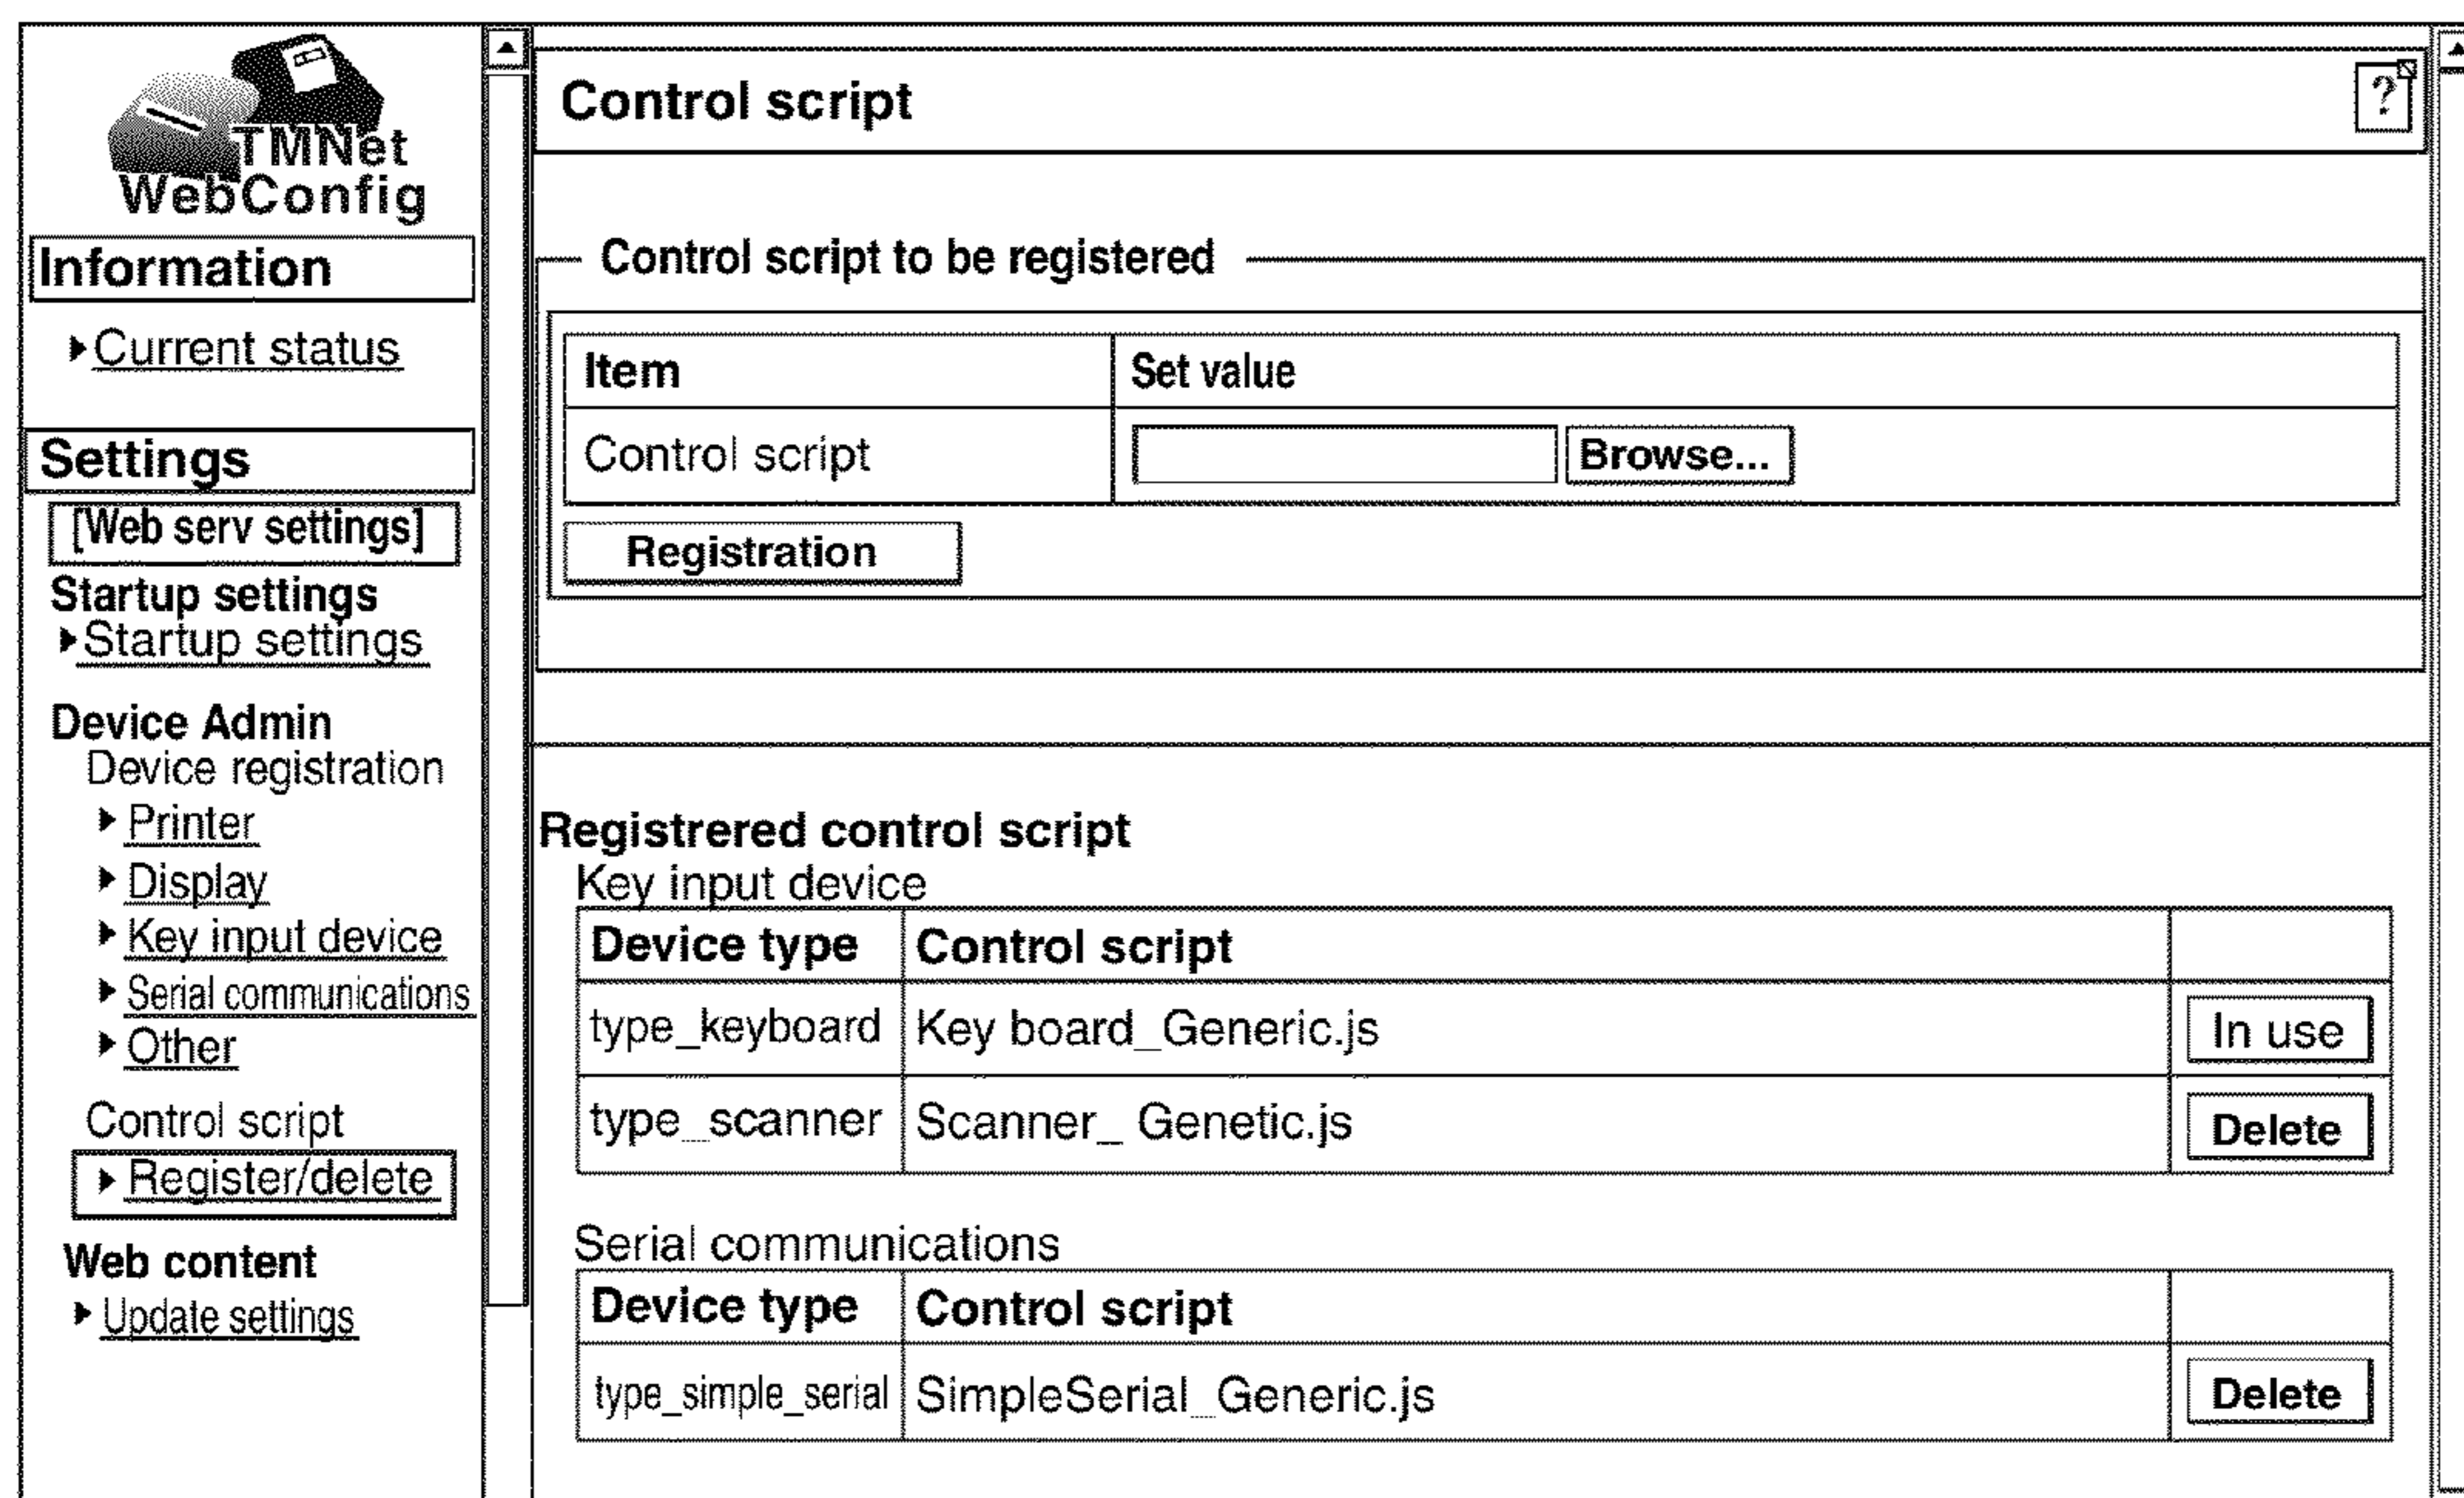 TMNet
WebConfig
Information
Current status
Settings
[Web serv settings]
Startup settings
Startup settings
Device Admin
Device registration
Printer
Display
Key input device
Serial communications
Other
Control script
Register/delete
Web content
Update settings
Control script
?
Control script to be registered
Item Set value
Control script Browse...
Registration
Registrered control script
Key input device
Device type Control script
type_keyboard Key board_Generic.js In use
type_scanner Scanner_ Genetic.js Delete
Serial communications
Device type Control script
type_simple_serial SimpleSerial_Generic.js Delete